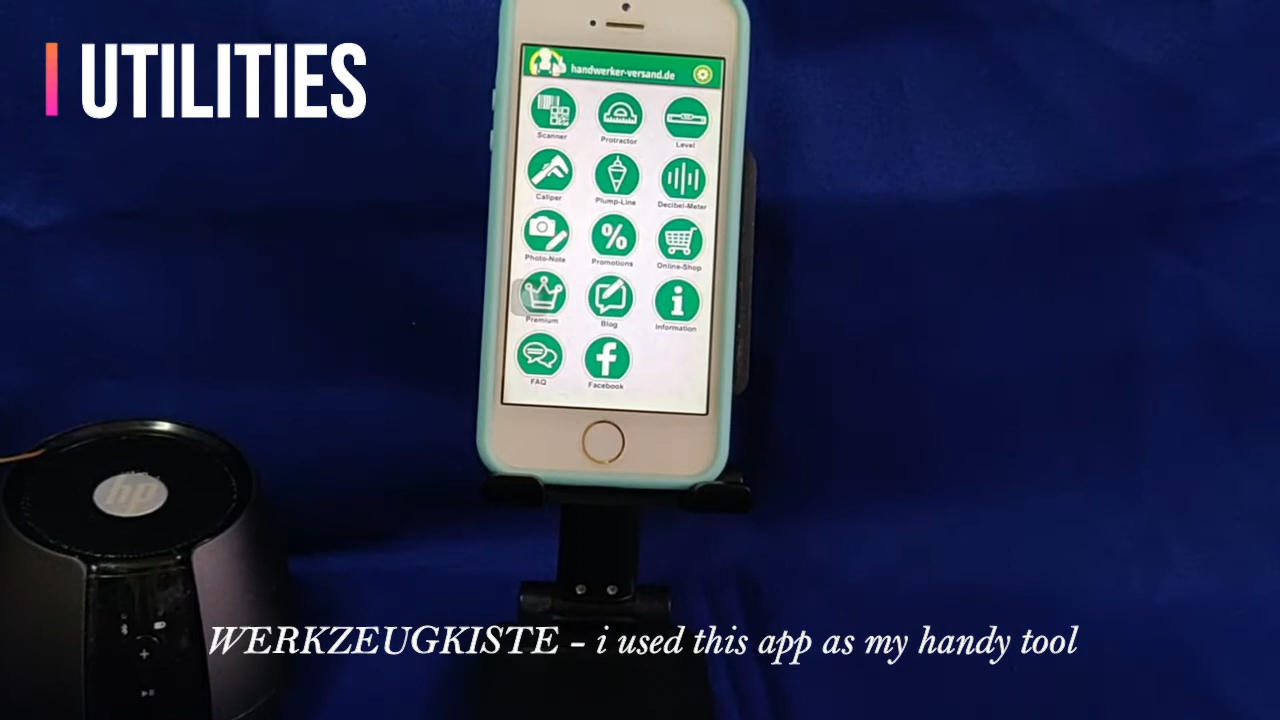 UTILITIES
handwerker-versand.de
Scanner
Protractor
Level
Caliper
Plump-Line
Decibel-Meter
Photo-Note
%
Promotions
Online-Shop
Premium
Blog
i
Information
FAQ
f
Facebook
hp
WERKZEUGKISTE - i used this app as my handy tool